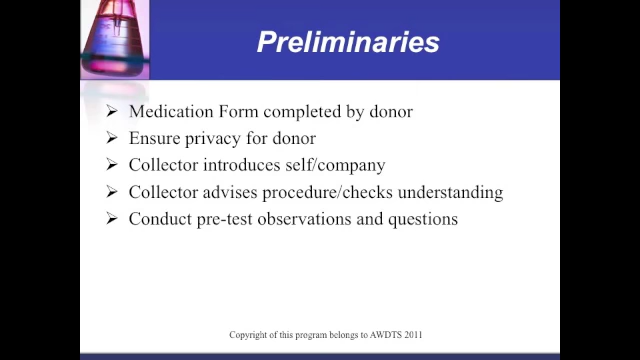 Preliminaries
Medication Form completed by donor
Ensure privacy for donor
Collector introduces self/company
Collector advises procedure/checks understanding
Conduct pre-test observations and questions
Copyright of this program belongs to AWDTS 2011